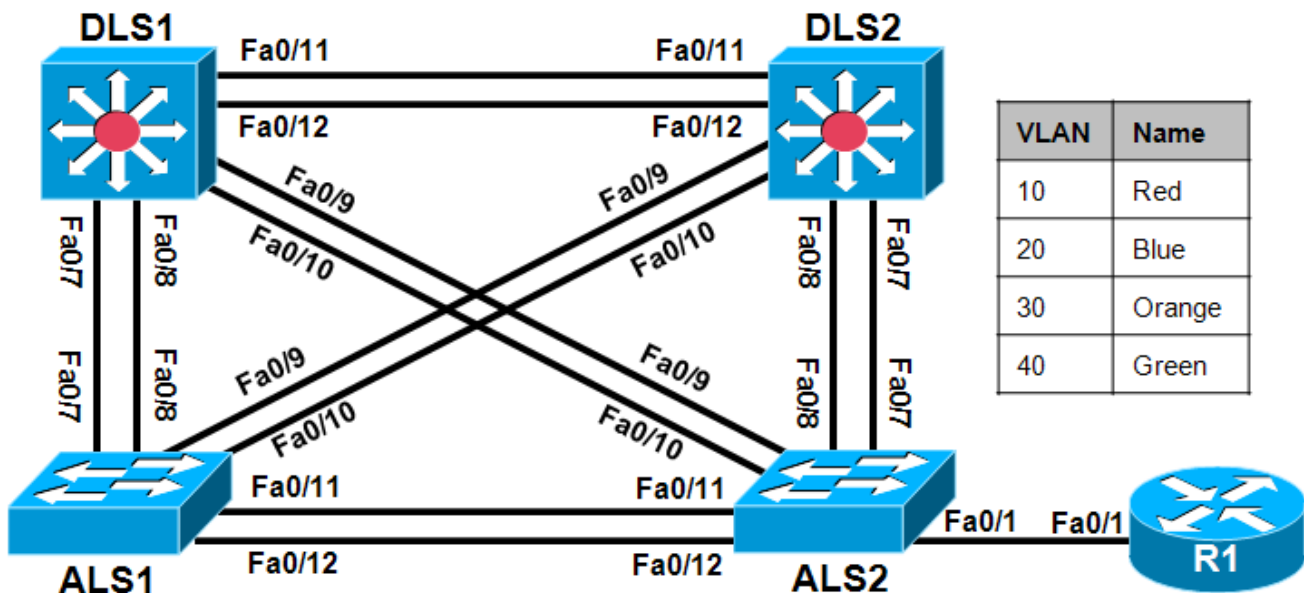 DLS1
DLS2
Fa0/11
Fa0/11
Fa0/12
Fa0/12
Fa0/9
Fa0/10
Fa0/9
Fa0/10
Fa0/7
Fa0/8
Fa0/8
Fa0/7
Fa0/7
Fa0/8
Fa0/9
Fa0/10
Fa0/9
Fa0/10
Fa0/8
Fa0/7
Fa0/11
Fa0/11
Fa0/12
Fa0/12
ALS1
ALS2
Fa0/1
Fa0/1
R1
VLAN Name
10 Red
20 Blue
30 Orange
40 Green